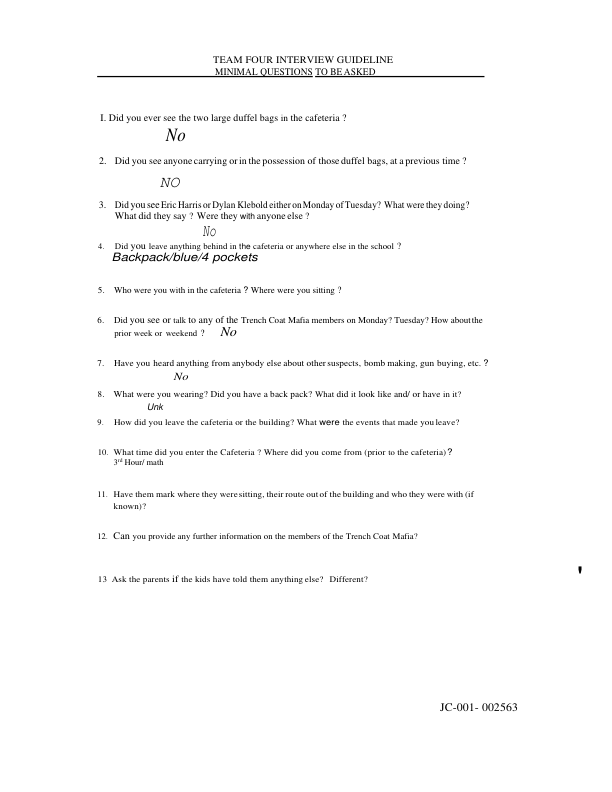 TEAM FOUR INTERVIEW GUIDELINE
MINIMAL QUESTIONS TO BE ASKED
I. Did you ever see the two large duffel bags in the cafeteria ?
No
2. Did you see anyone carrying or in the possession of those duffel bags, at a previous time ?
NO
3. Did you see Eric Harris or Dylan Klebold either on Monday of Tuesday? What were they doing?
What did they say ? Were they with anyone else ?
No
4. Did you leave anything behind in the cafeteria or anywhere else in the school ?
Backpack/blue/4 pockets
5. Who were you with in the cafeteria ? Where were you sitting ?
6. Did you see or talk to any of the Trench Coat Mafia members on Monday? Tuesday? How about the
prior week or weekend ? No
7. Have you heard anything from anybody else about other suspects, bomb making, gun buying, etc. ?
No
8. What were you wearing? Did you have a back pack? What did it look like and/ or have in it?
Unk
9. How did you leave the cafeteria or the building? What were the events that made you leave?
10. What time did you enter the Cafeteria ? Where did you come from (prior to the cafeteria) ?
3rd Hour/ math
11. Have them mark where they were sitting, their route out of the building and who they were with (if
known)?
12. Can you provide any further information on the members of the Trench Coat Mafia?
13 Ask the parents if the kids have told them anything else? Different?
JC-001- 002563